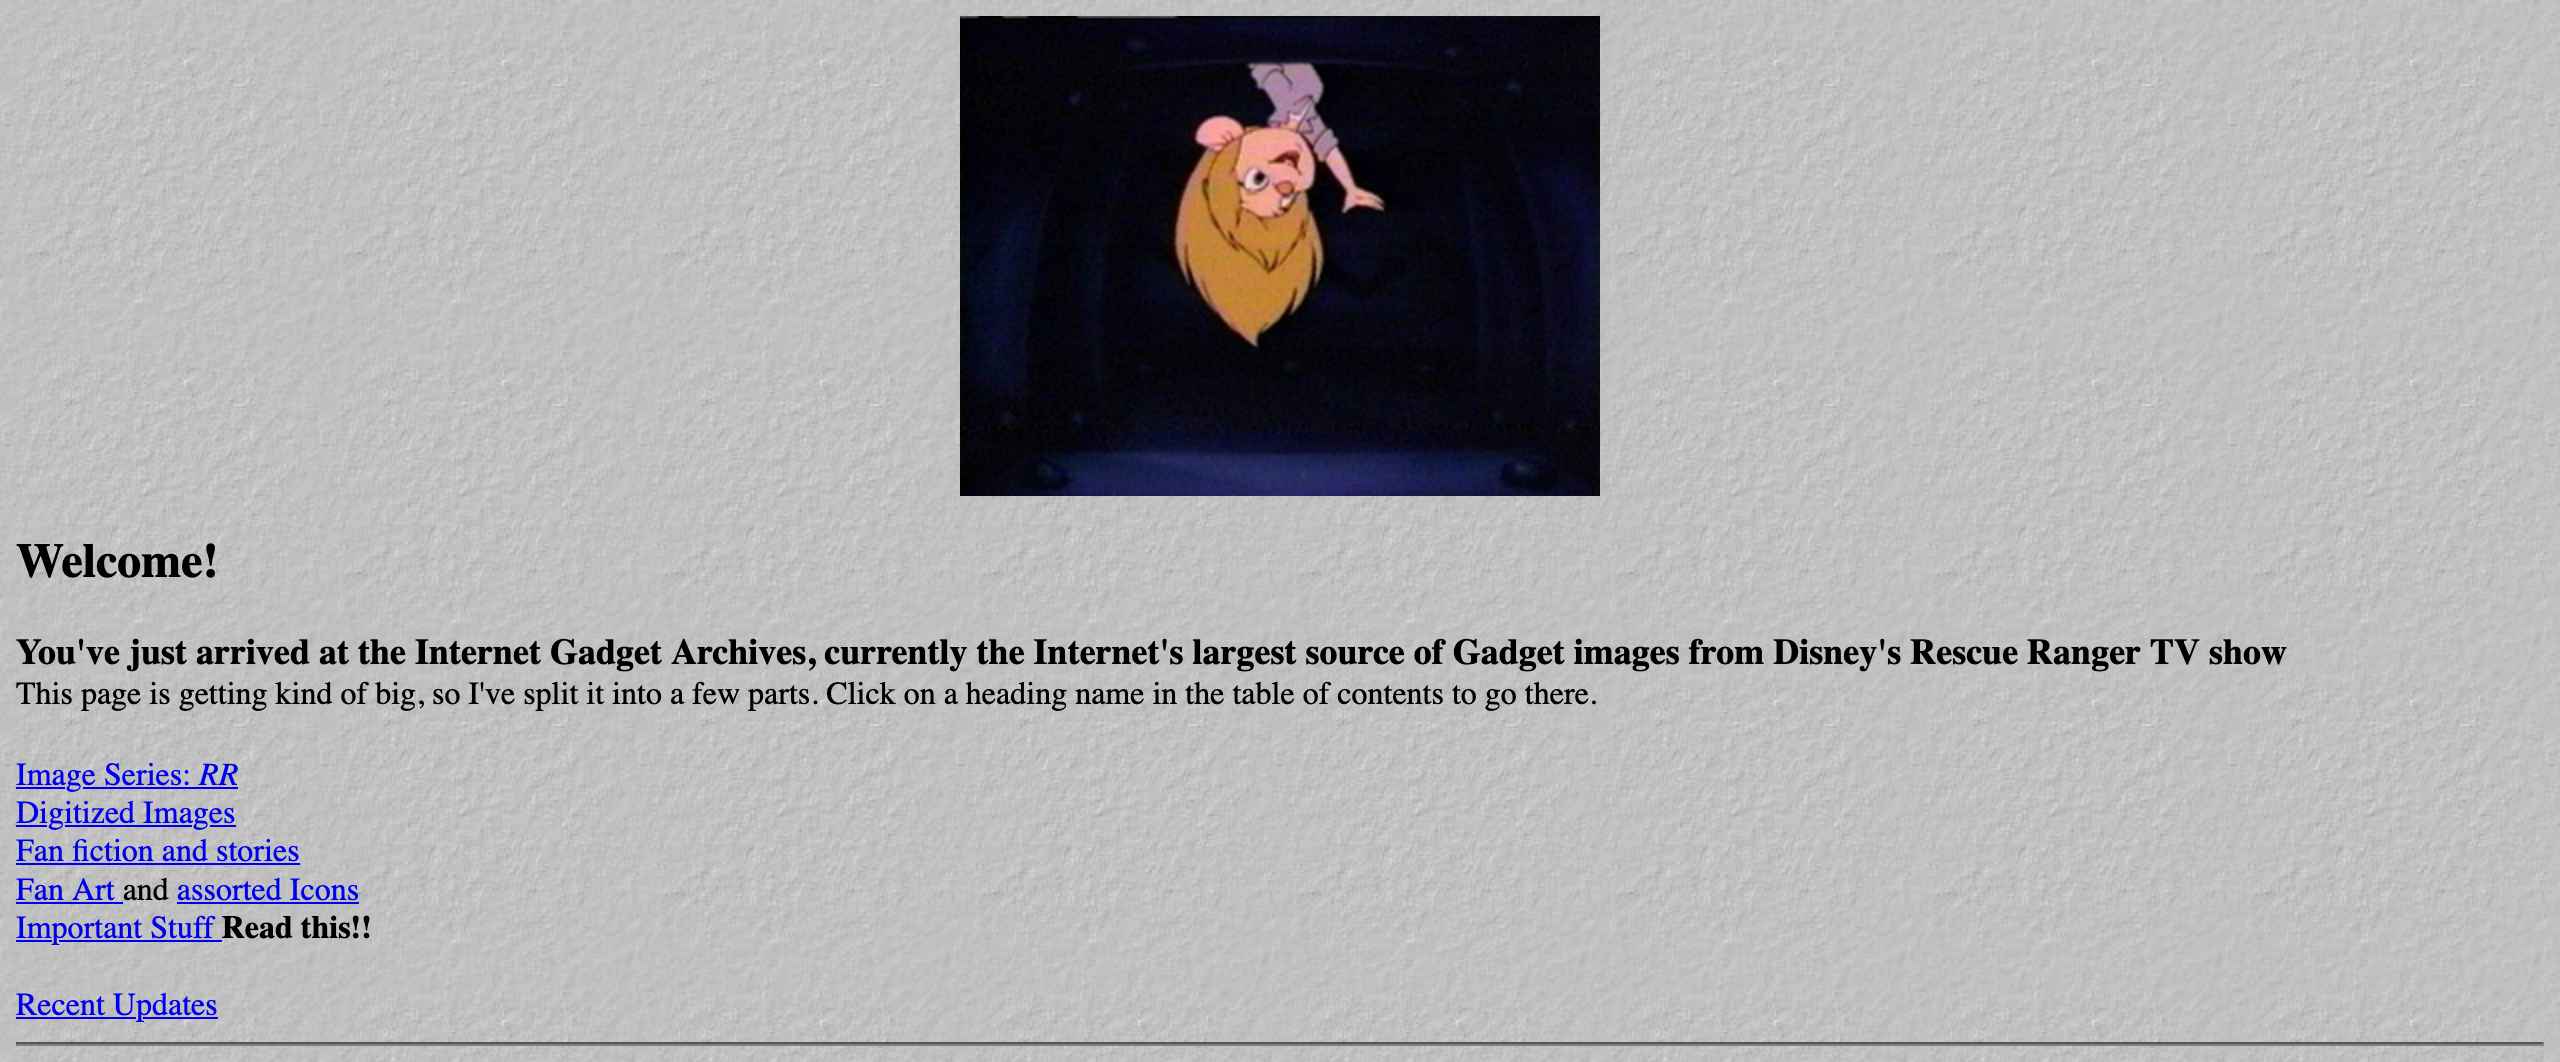 Welcome!
You've just arrived at the Internet Gadget Archives, currently the Internet's largest source of Gadget images from Disney's Rescue Ranger TV show
This page is getting kind of big, so I've split it into a few parts. Click on a heading name in the table of contents to go there.
Image Series: RR
Digitized Images
Fan fiction and stories
Fan Art and assorted Icons
Important Stuff Read this!!
Recent Updates